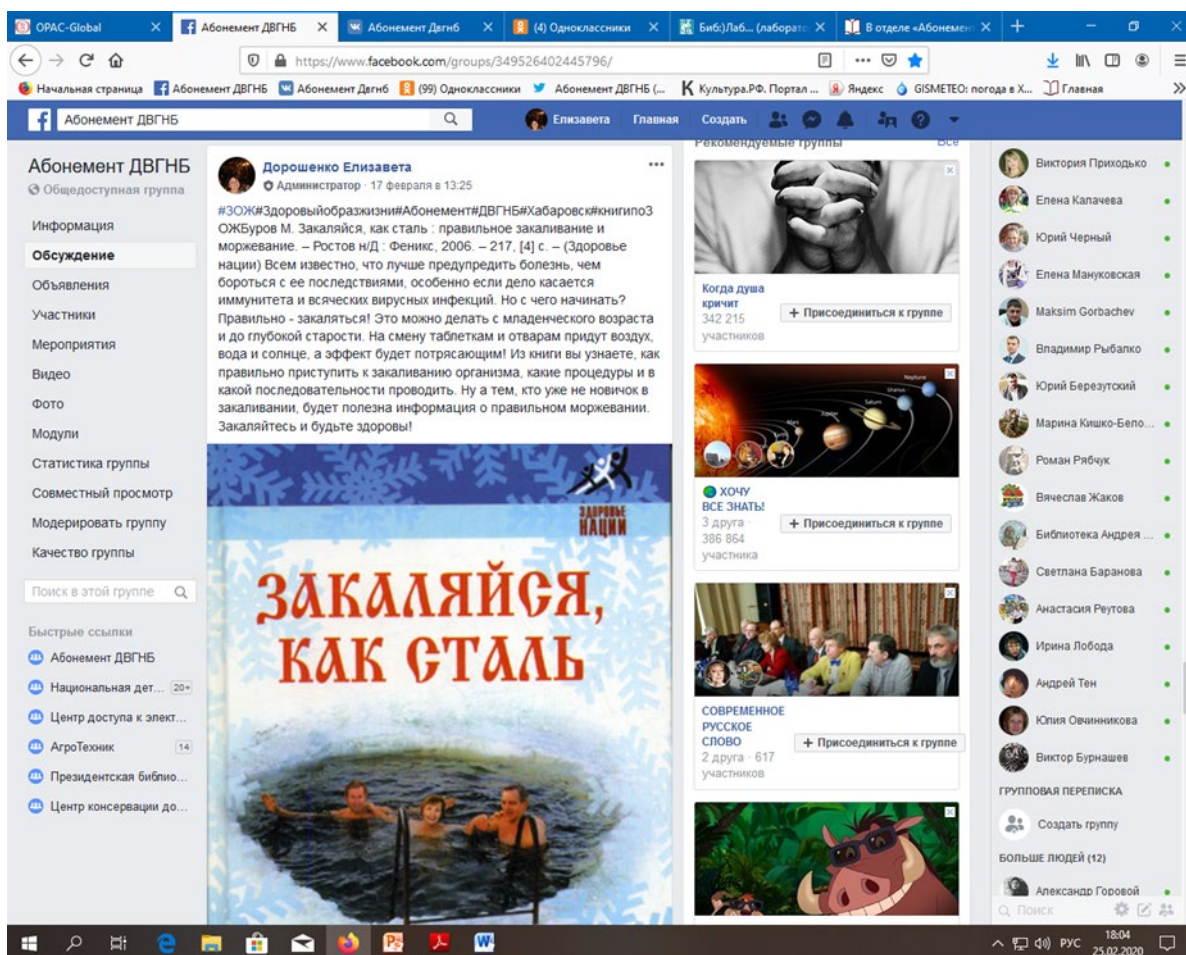 OPAC-Global
Абонемент ДВГНБ
Абонемент Двгнб
(4) Одноклассники
Биб:)Лаб... (лаборато
В отделе «Абонемен
https://www.facebook.com/groups/349526402445796/
Начальная страница
Абонемент ДВГНБ
Абонемент Двгнб
(99) Одноклассники
Абонемент ДВГНБ (...
Культура.РФ. Портал ...
Яндекс
GISMETEO: погода в Х...
Главная
Абонемент ДВГНБ
Елизавета
Главная
Создать
Абонемент ДВГНБ
Общедоступная группа
Информация
Обсуждение
Объявления
Участники
Мероприятия
Видео
Фото
Модули
Статистика группы
Совместный просмотр
Модерировать группу
Качество группы
Поиск в этой группе
Быстрые ссылки
Абонемент ДВГНБ
Национальная дет... 20+
Центр доступа к элект...
АгроТехник 14
Президентская библио...
Центр консервации до...
Дорошенко Елизавета
Администратор · 17 февраля в 13:25
#ЗОЖ#Здоровыйобразжизни#Абонемент#ДВГНБ#Хабаровск#книгипоЗ
ОЖБуров М. Закаляйся, как сталь : правильное закаливание и
моржевание. – Ростов н/Д : Феникс, 2006. – 217, [4] с. – (Здоровье
нации) Всем известно, что лучше предупредить болезнь, чем
бороться с ее последствиями, особенно если дело касается
иммунитета и всяческих вирусных инфекций. Но с чего начинать?
Правильно - закаляться! Это можно делать с младенческого возраста
и до глубокой старости. На смену таблеткам и отварам придут воздух,
вода и солнце, а эффект будет потрясающим! Из книги вы узнаете, как
правильно приступить к закаливанию организма, какие процедуры и в
какой последовательности проводить. Ну а тем, кто уже не новичок в
закаливании, будет полезна информация о правильном моржевании.
Закаляйтесь и будьте здоровы!
ЗДОРОВЬЕ
НАЦИИ
ЗАКАЛЯЙСЯ,
КАК СТАЛЬ
Рекомендуемые группы
Все
Когда душа
кричит
342 215
участников
+ Присоединиться к группе
Neptune
Uranus
Saturn
Jupiter
Mars
ХОЧУ
ВСЕ ЗНАТЬ!
3 друга ·
386 864
участника
+ Присоединиться к группе
СОВРЕМЕННОЕ
РУССКОЕ
СЛОВО
2 друга · 617
участников
+ Присоединиться к группе
Виктория Приходько
Елена Калачева
Юрий Черный
Елена Мануковская
Maksim Gorbachev
Владимир Рыбалко
Юрий Березутский
Марина Кишко-Бело...
Роман Рябчук
Вячеслав Жаков
Библиотека Андрея ...
Светлана Баранова
Анастасия Реутова
Ирина Лобода
Андрей Тен
Юлия Овчинникова
Виктор Бурнашев
ГРУППОВАЯ ПЕРЕПИСКА
Создать группу
БОЛЬШЕ ЛЮДЕЙ (12)
Александр Горовой
Поиск
РУС
18:04
25.02.2020